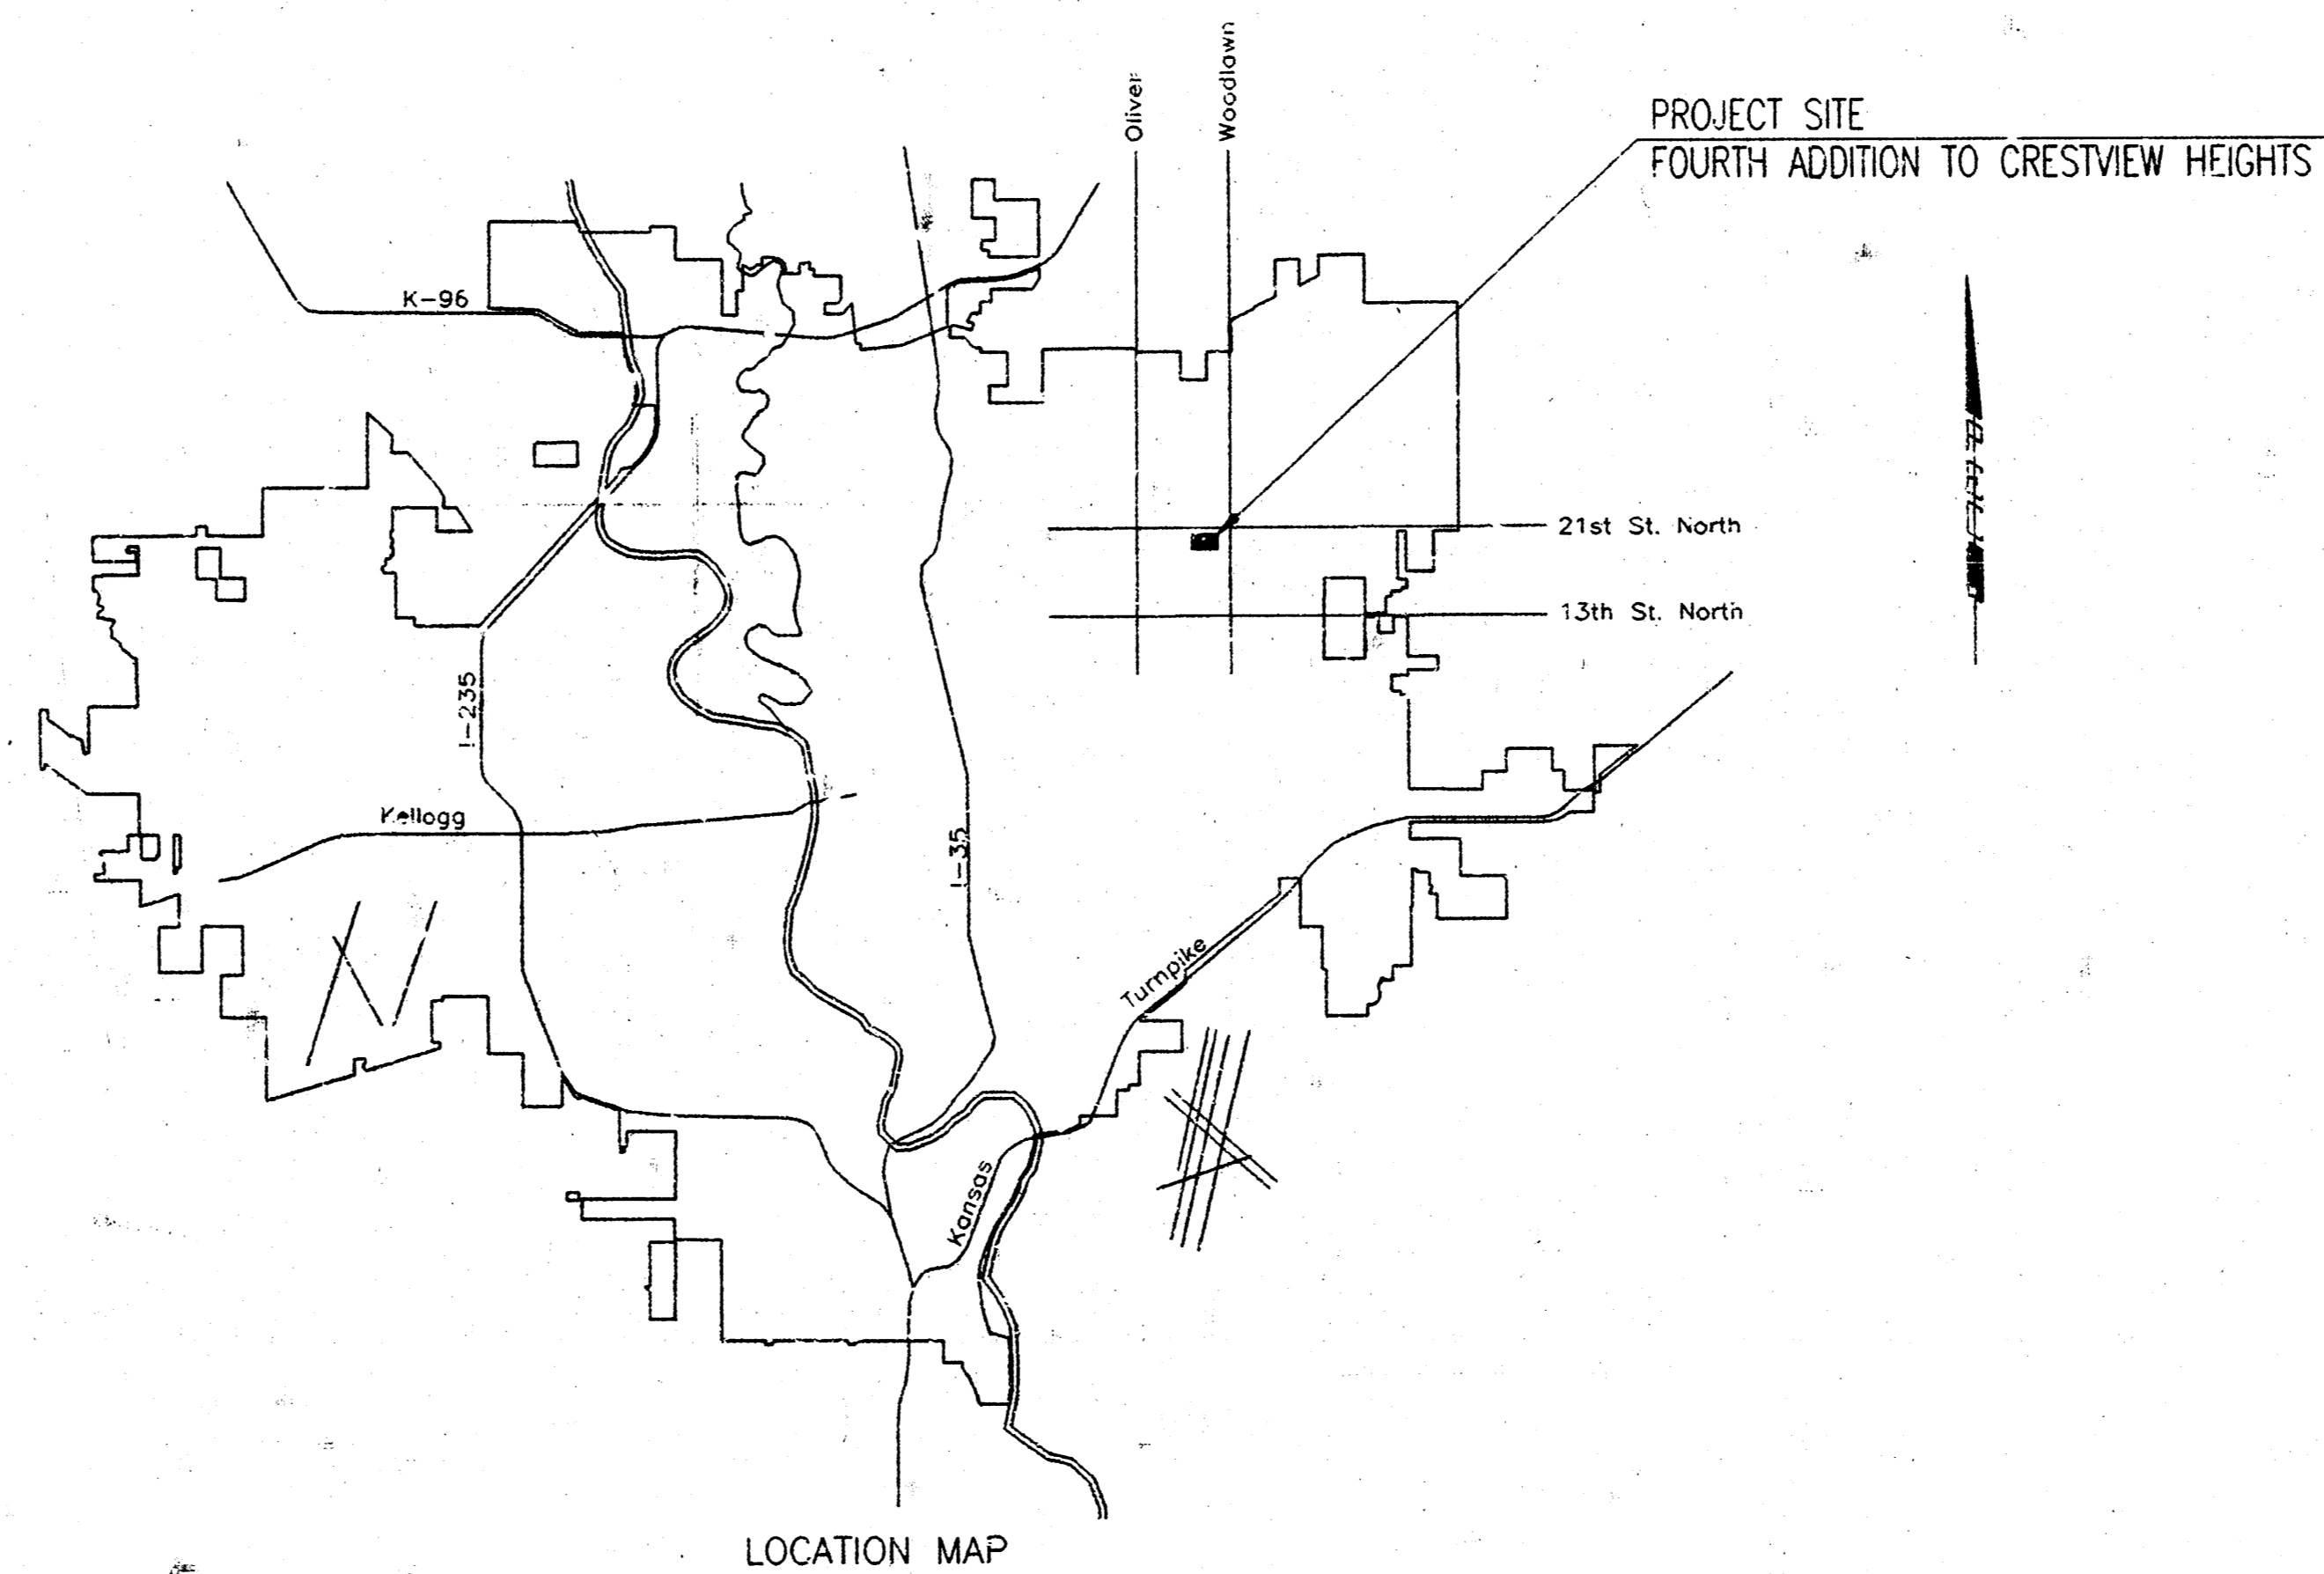 Oliver
Woodlawn
PROJECT SITE
FOURTH ADDITION TO CRESTVIEW HEIGHTS
K-96
21st St. North
13th St. North
I-235
Kellogg
I-35
Turnpike
Kansas
LOCATION MAP